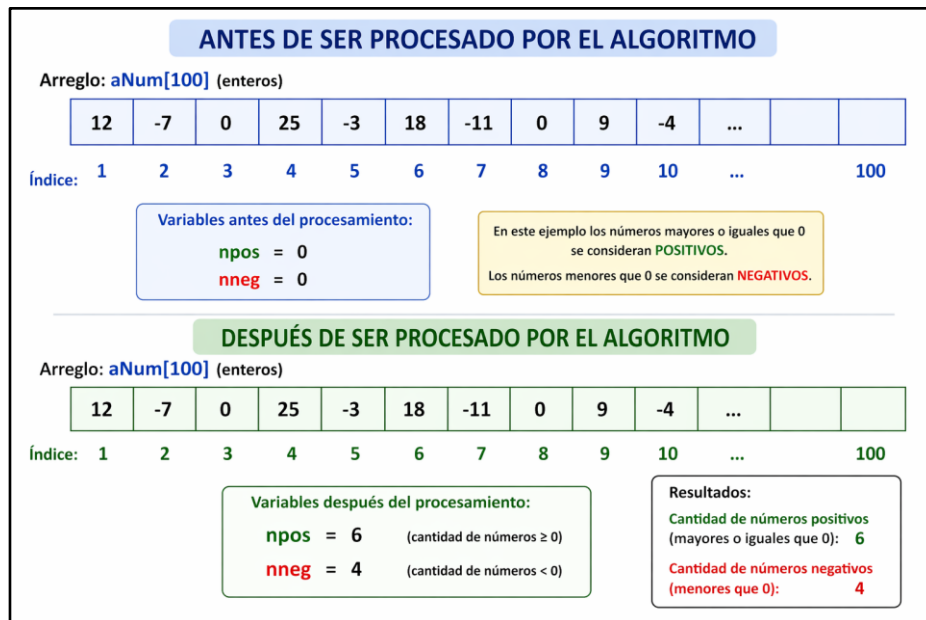 ANTES DE SER PROCESADO POR EL ALGORITMO
Arreglo: aNum[100] (enteros)
12 -7 0 25 -3 18 -11 0 9 -4 ...
Índice: 1 2 3 4 5 6 7 8 9 10 ... 100
Variables antes del procesamiento:
npos = 0
nneg = 0
En este ejemplo los números mayores o iguales que 0
se consideran POSITIVOS.
Los números menores que 0 se consideran NEGATIVOS.
DESPUÉS DE SER PROCESADO POR EL ALGORITMO
Arreglo: aNum[100] (enteros)
12 -7 0 25 -3 18 -11 0 9 -4 ...
Índice: 1 2 3 4 5 6 7 8 9 10 ... 100
Variables después del procesamiento:
npos = 6 (cantidad de números ≥ 0)
nneg = 4 (cantidad de números < 0)
Resultados:
Cantidad de números positivos
(mayores o iguales que 0): 6
Cantidad de números negativos
(menores que 0): 4